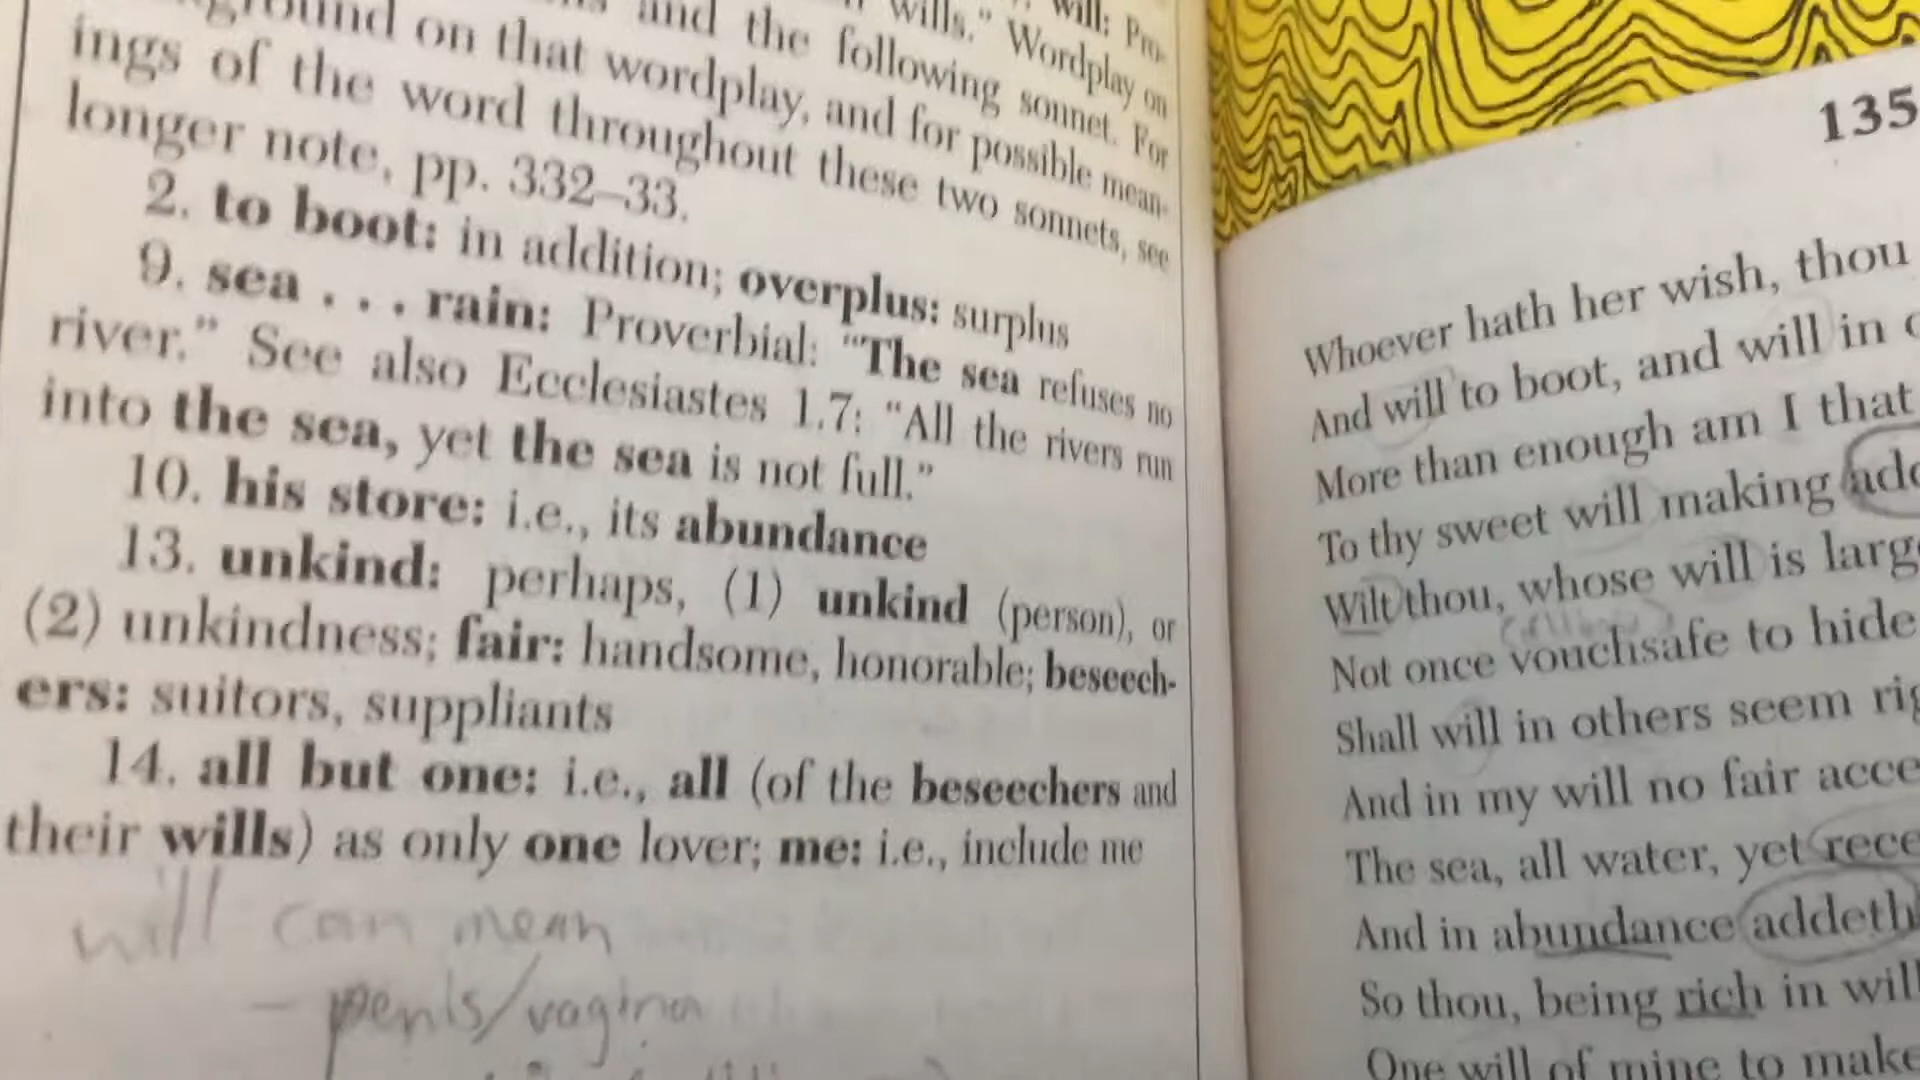 will: Pro-
wills." Wordplay on
and the following sonnet. For
ground on that wordplay, and for possible mean-
ings of the word throughout these two sonnets, see
longer note, pp. 332–33.
2. to boot: in addition; overplus: surplus
9. sea . . . rain: Proverbial: "The sea refuses no
river." See also Ecclesiastes 1.7: "All the rivers run
into the sea, yet the sea is not full."
10. his store: i.e., its abundance
13. unkind: perhaps, (1) unkind (person), or
(2) unkindness; fair: handsome, honorable; beseech-
ers: suitors, suppliants
14. all but one: i.e., all (of the beseechers and
their wills) as only one lover; me: i.e., include me
will can mean
- penis/vagina
135
Whoever hath her wish, thou
And will to boot, and will in
More than enough am I that
To thy sweet will making add
Wilt thou, whose will is larg
Not once vouchsafe to hide
Shall will in others seem rig
And in my will no fair acce
The sea, all water, yet rece
And in abundance addeth
So thou, being rich in will
One will of mine to make